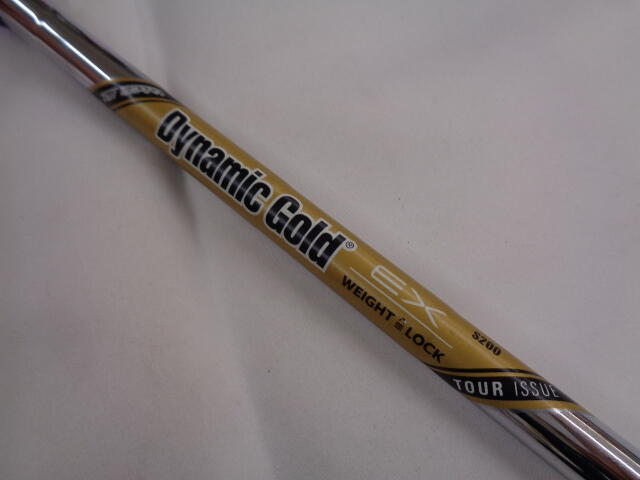 Dynamic Gold®
EX
WEIGHT LOCK
S200
TOUR ISSUE